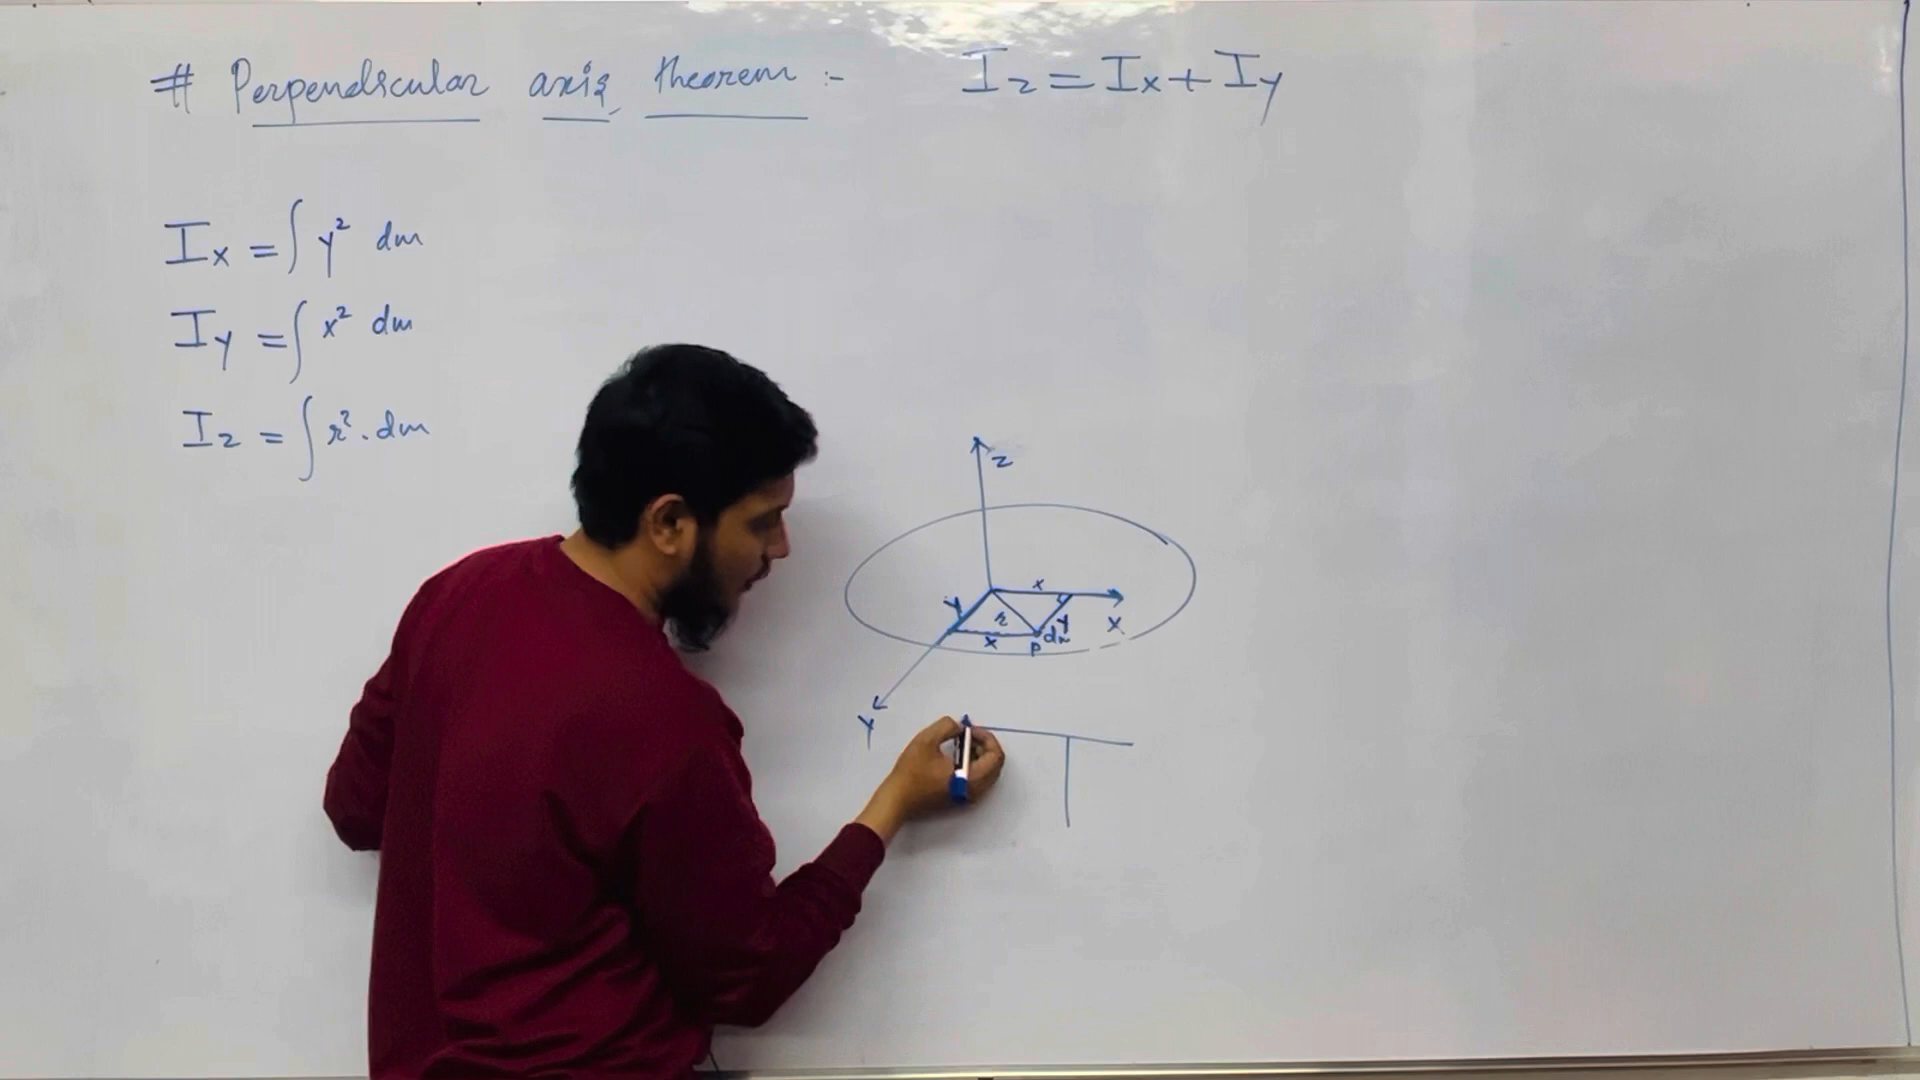 # Perpendicular axis theorem :- Iz = Ix + Iy
Ix = ∫ y² dm
Iy = ∫ x² dm
Iz = ∫ r² . dm
z
x
y r y
x P dm X
Y